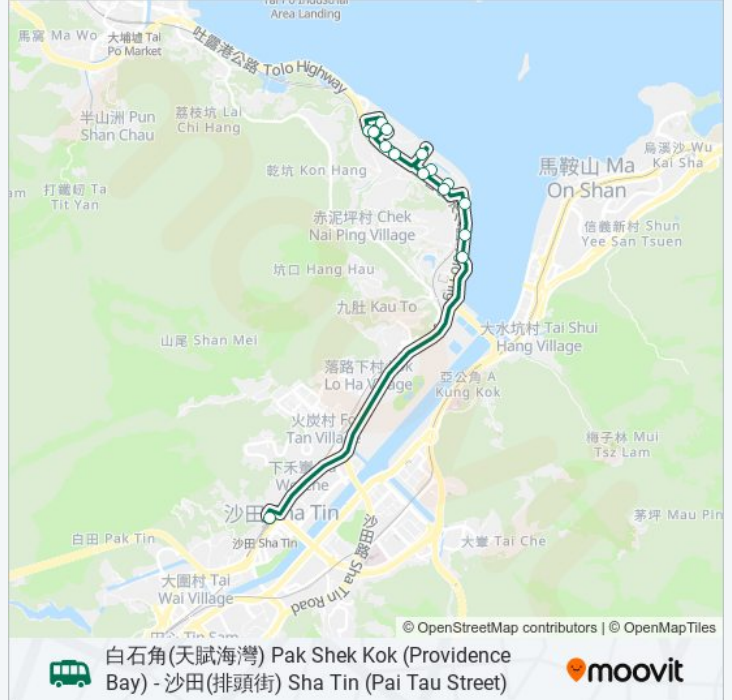 Tai Po Industrial
Area Landing
馬窩 Ma Wo
大埔墟 Tai
Po Market
吐露港公路 Tolo Highway
半山洲 Pun
Shan Chau
荔枝坑 Lai
Chi Hang
乾坑 Kon Hang
烏溪沙 Wu
Kai Sha
馬鞍山 Ma
On Shan
打鐵屻 Ta
Tit Yan
赤泥坪村 Chek
Nai Ping Village
信義新村 Shun
Yee San Tsuen
坑口 Hang Hau
九肚 Kau To
山尾 Shan Mei
大水坑村 Tai Shui
Hang Village
落路下村
Lo Ha Village
亞公角 A
Kung Kok
火炭村 Fo
Tan Village
梅子林 Mui
Tsz Lam
下禾輋
Wo Che
沙田 Sha Tin
沙田 Sha Tin
茅坪 Mau Pin
白田 Pak Tin
大輋 Tai Che
沙田路 Sha Tin Road
大圍村 Tai
Wai Village
© OpenStreetMap contributors | © OpenMapTiles
白石角(天賦海灣) Pak Shek Kok (Providence
Bay) - 沙田(排頭街) Sha Tin (Pai Tau Street)
moovit